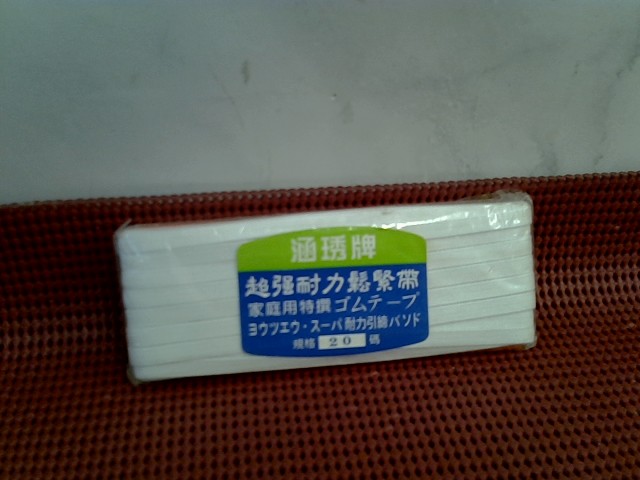 涵琇牌
超强耐力鬆緊帶
家庭用特撰ゴムテープ
ヨウツエウ・スーパ耐力引締バンド
規格 20 碼